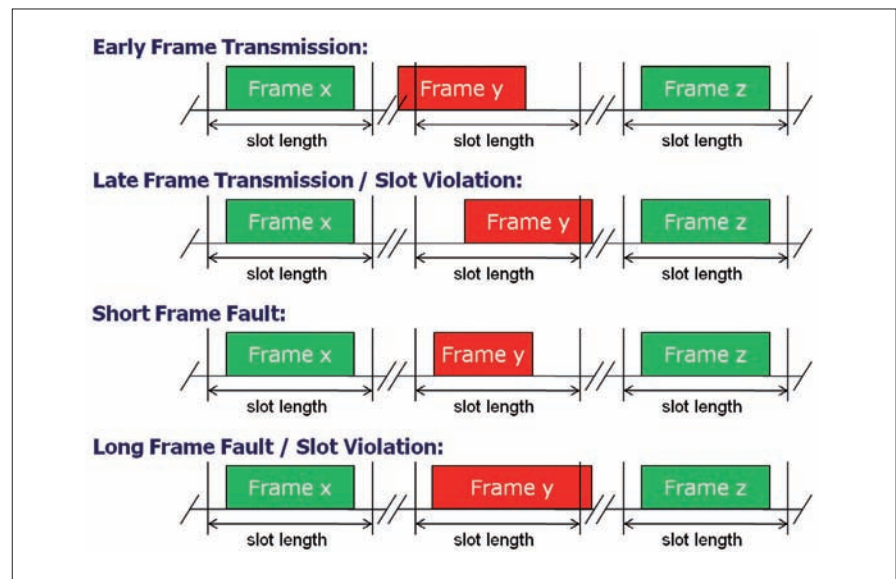 Early Frame Transmission:
Frame x Frame y Frame z
slot length slot length slot length
Late Frame Transmission / Slot Violation:
Frame x Frame y Frame z
slot length slot length slot length
Short Frame Fault:
Frame x Frame y Frame z
slot length slot length slot length
Long Frame Fault / Slot Violation:
Frame x Frame y Frame z
slot length slot length slot length